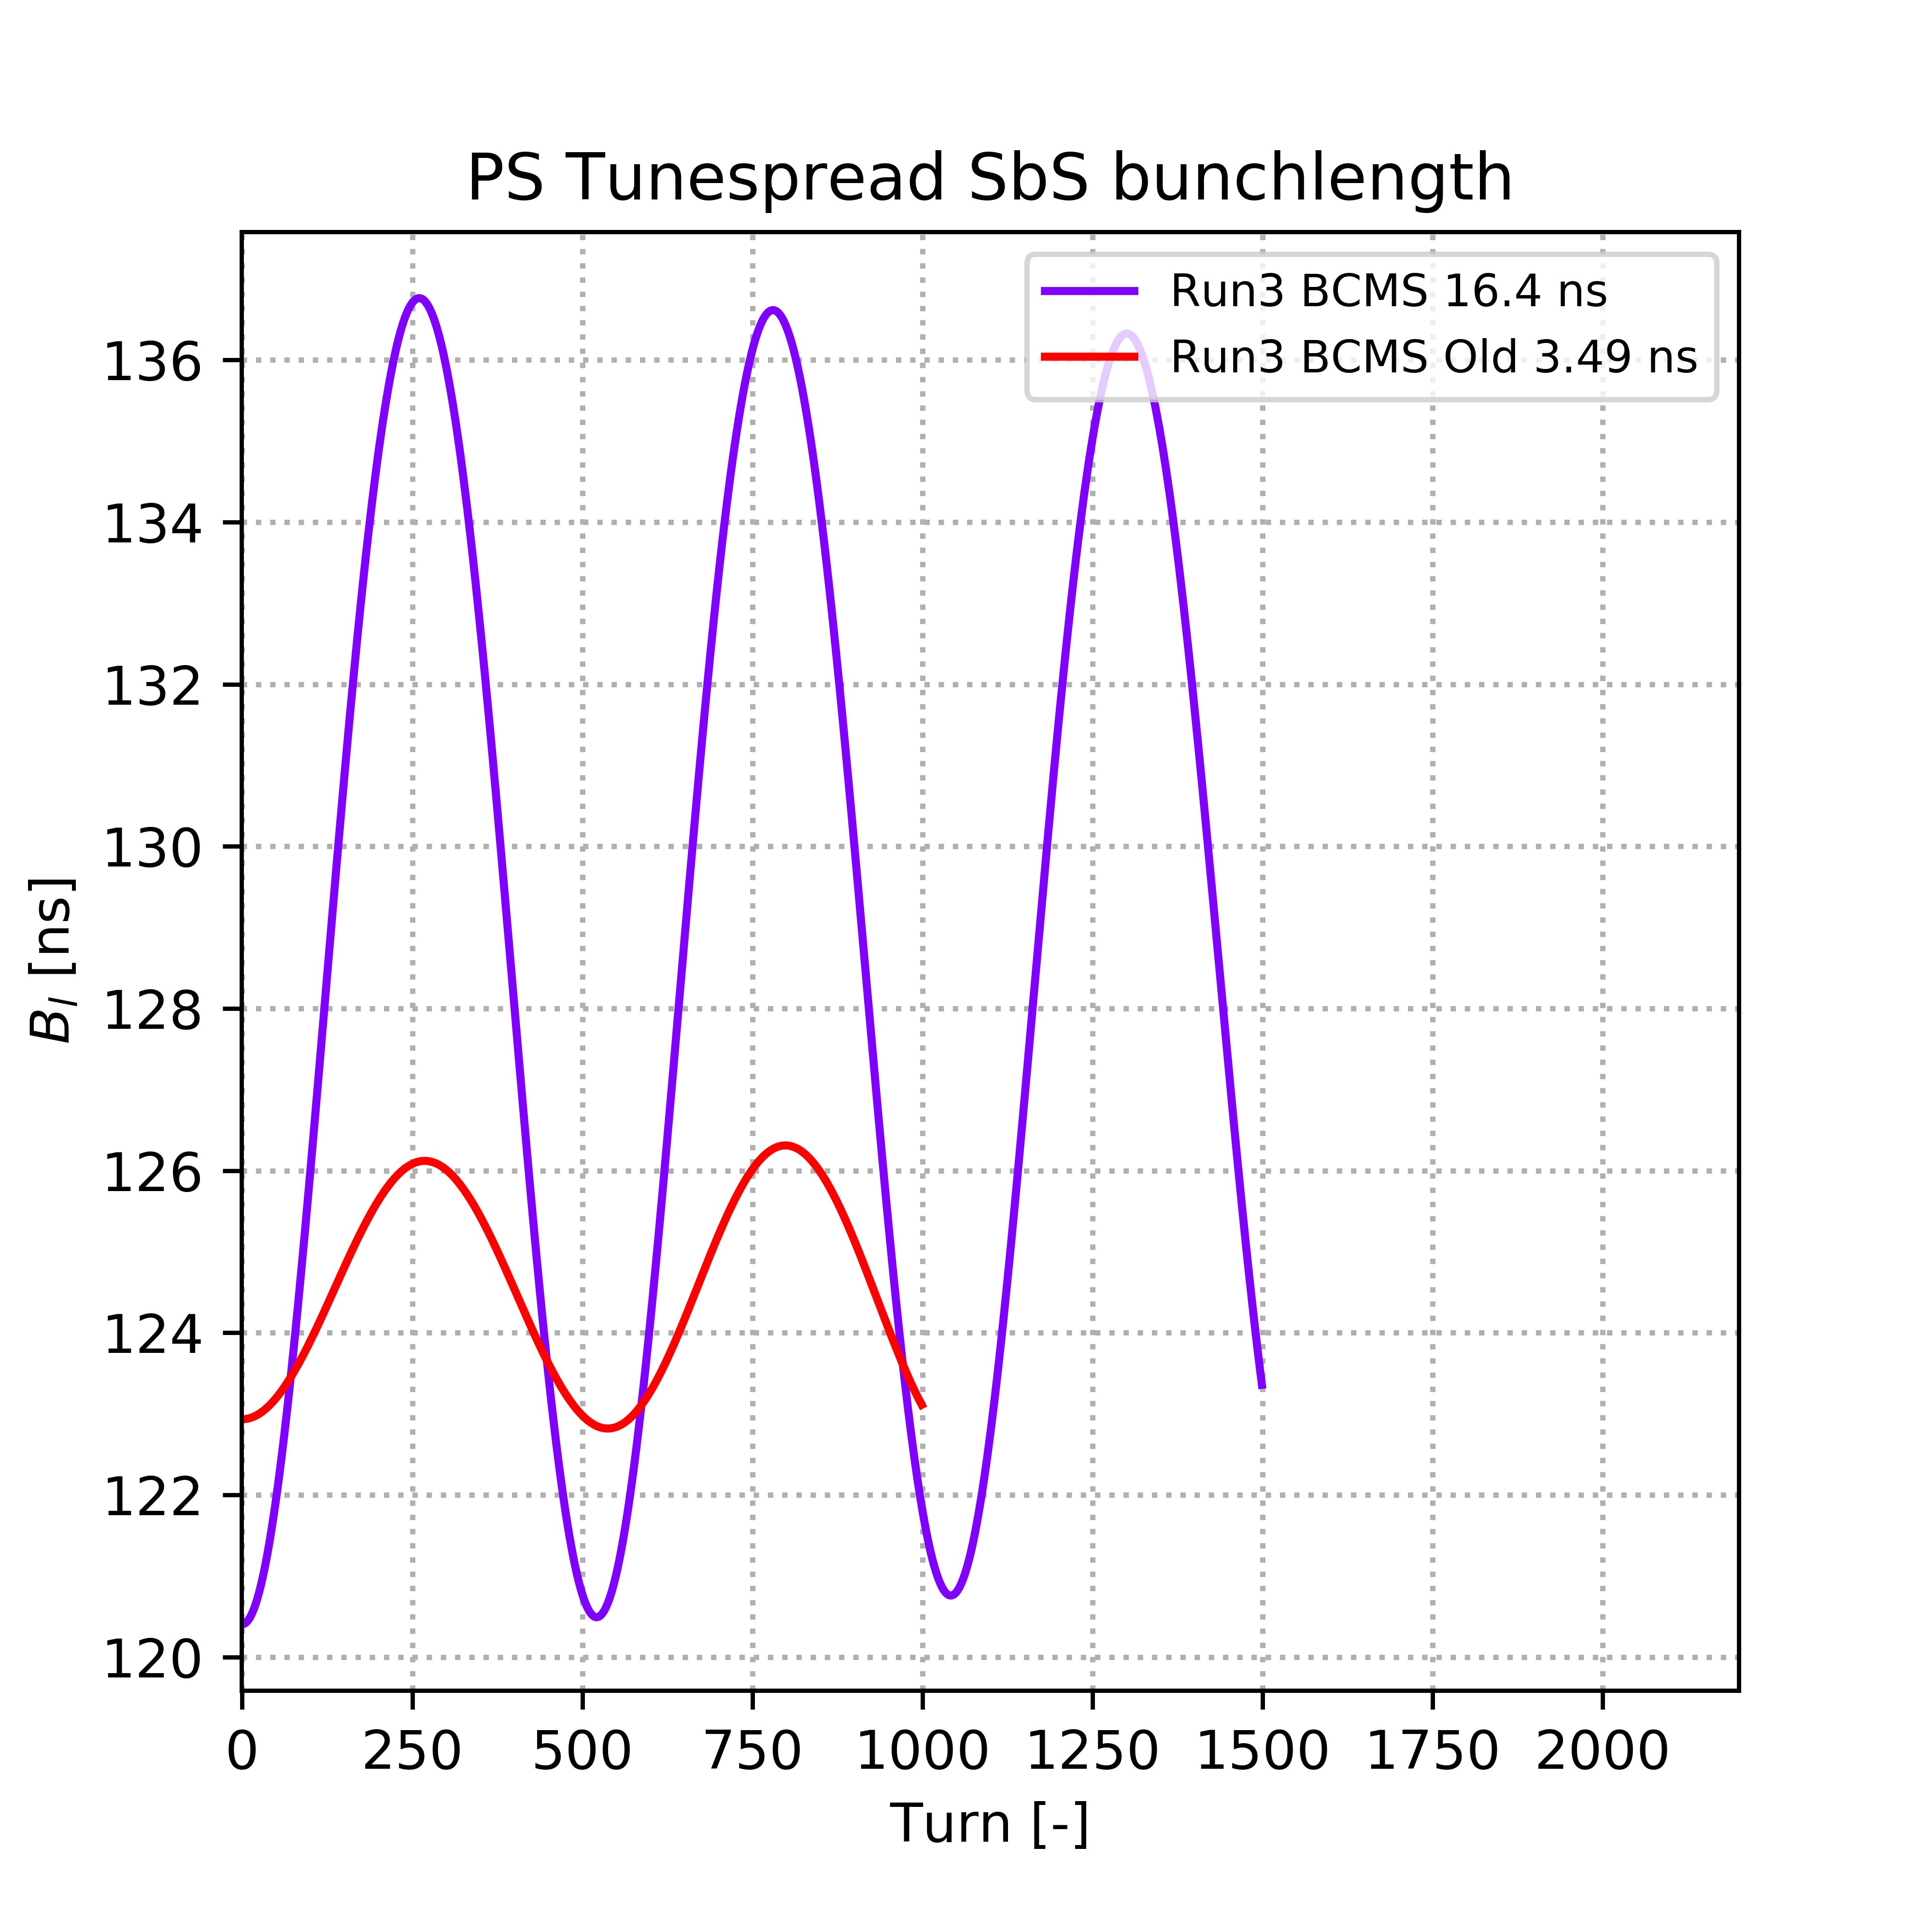 PS Tunespread SbS bunchlength
Run3 BCMS 16.4 ns
Run3 BCMS Old 3.49 ns
136
134
132
130
128
126
124
122
120
B_l [ns]
0 250 500 750 1000 1250 1500 1750 2000
Turn [-]